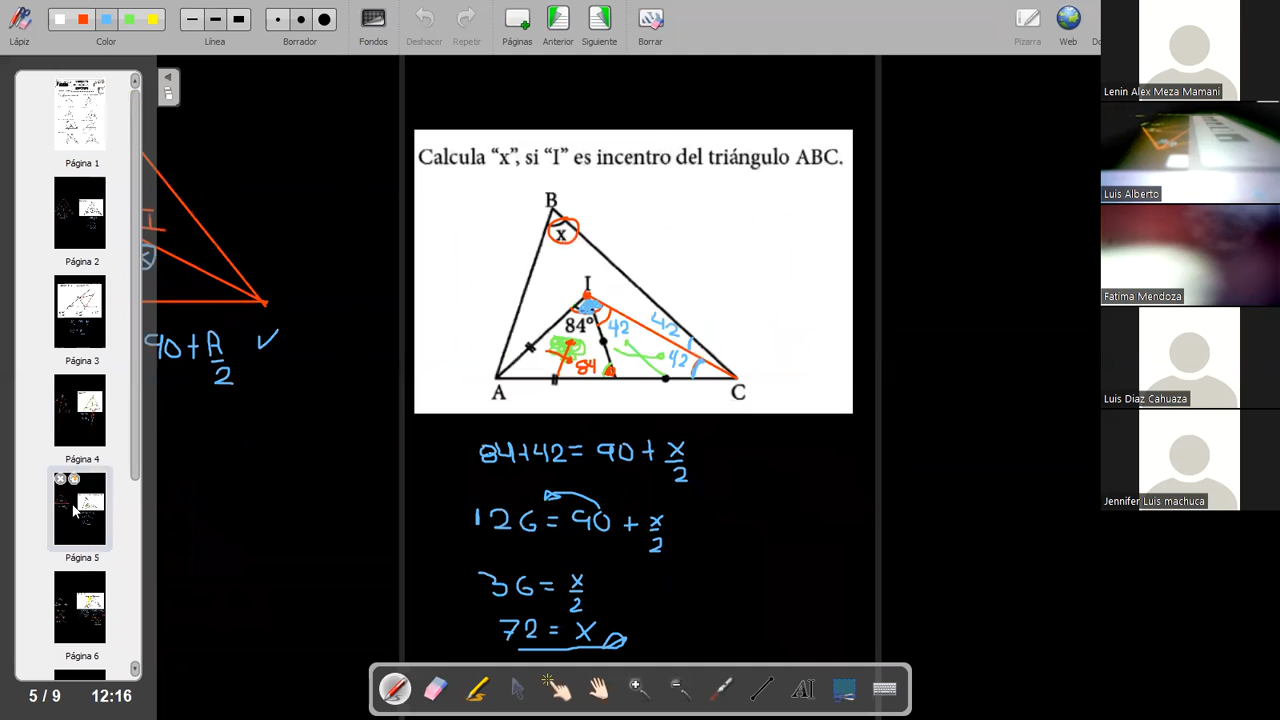 Lápiz
Color
Línea
Borrador
Fondos
Deshacer
Repetir
Páginas
Anterior
Siguiente
Borrar
Pizarra
Web
Página 1
Página 2
Página 3
Página 4
Página 5
Página 6
5 / 9 12:16
I
90 + A/2 ✓
Calcula “x”, si “I” es incentro del triángulo ABC.
B
x
I
84°
42
42
42
84
A
C
84+42 = 90 + x/2
126 = 90 + x/2
36 = x/2
72 = x
Lenin Alex Meza Mamani
Luis Alberto
Fatima Mendoza
Luis Diaz Cahuaza
Jennifer Luis machuca